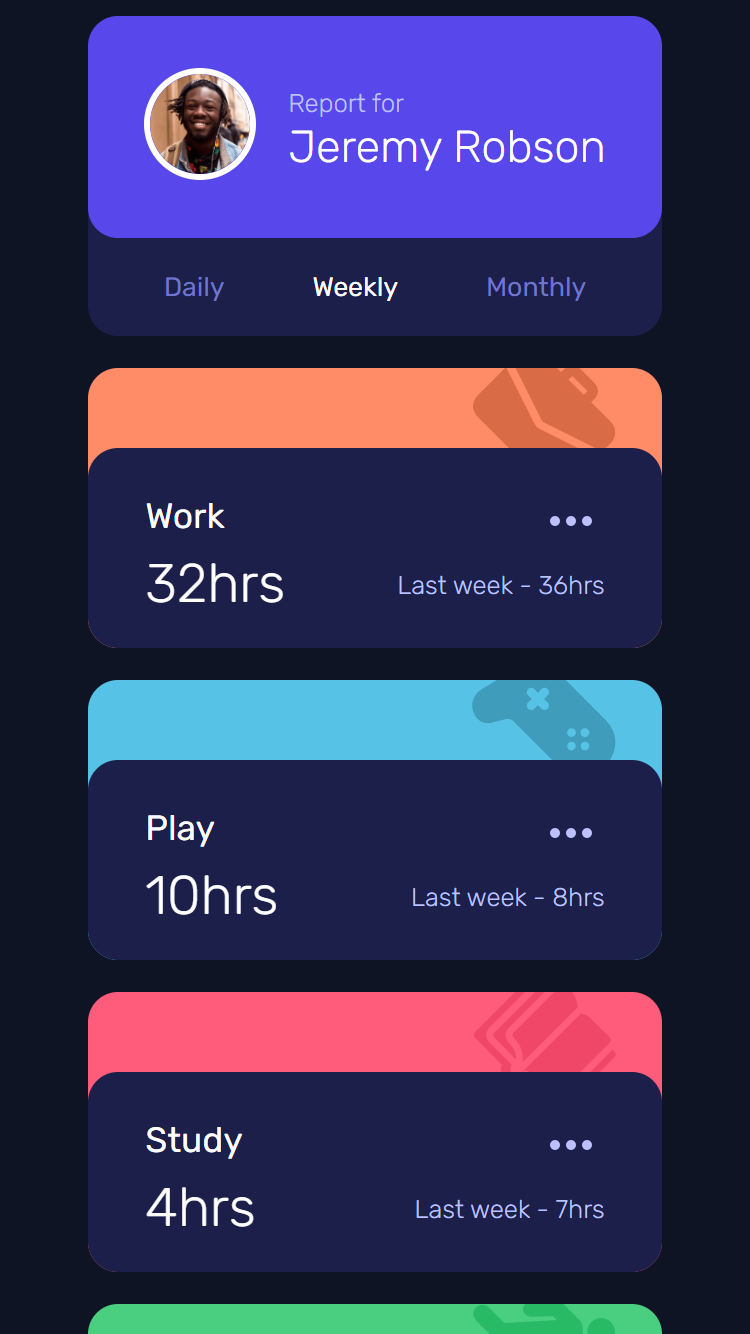 Report for
Jeremy Robson
Daily Weekly Monthly
Work
32hrs Last week - 36hrs
Play
10hrs Last week - 8hrs
Study
4hrs Last week - 7hrs